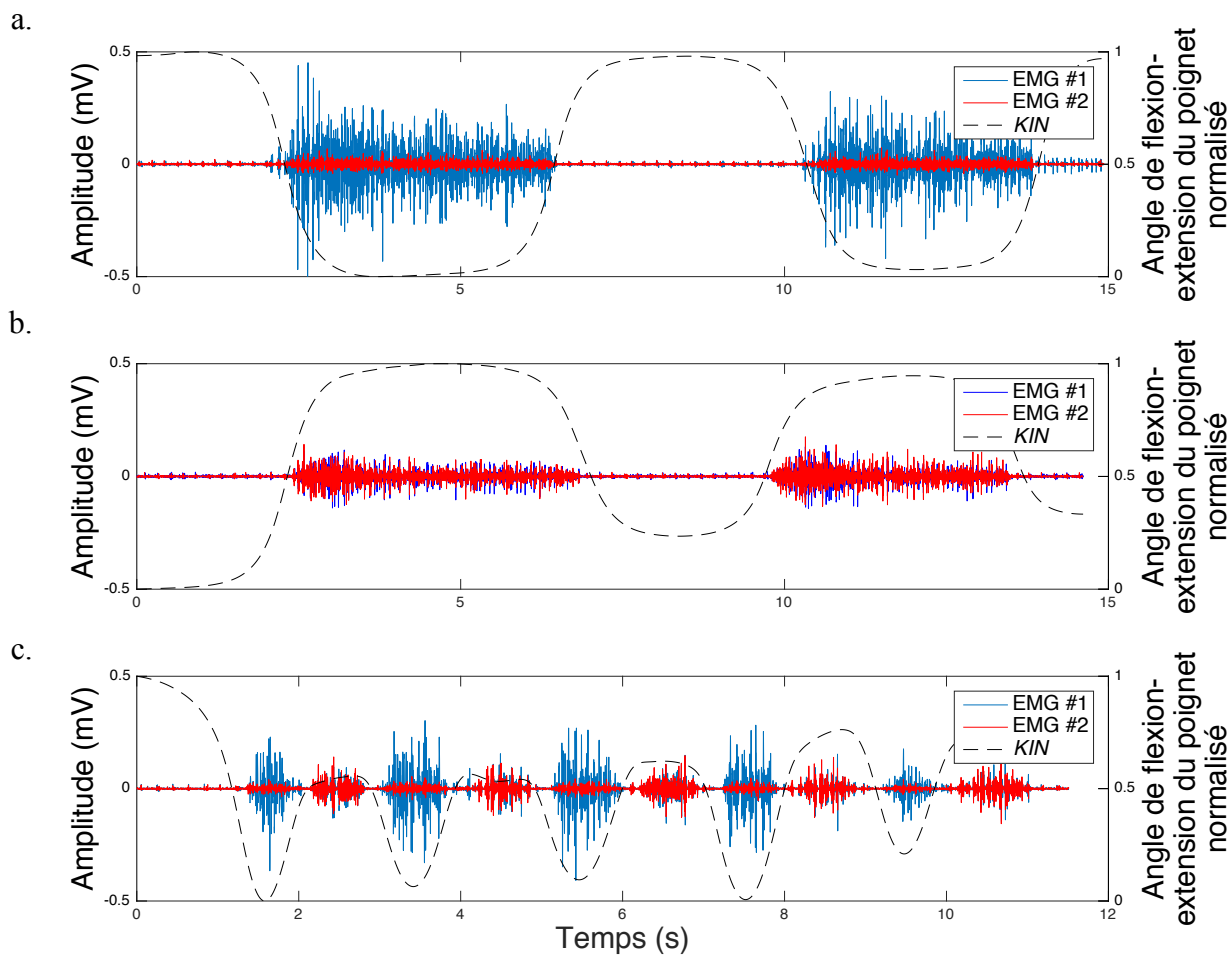 a.
Amplitude (mV)
0.5
0
-0.5
0
5
10
15
1
0.5
0
Angle de flexion-
extension du poignet
normalisé
EMG #1
EMG #2
KIN
b.
Amplitude (mV)
0.5
0
-0.5
0
5
10
15
1
0.5
0
Angle de flexion-
extension du poignet
normalisé
EMG #1
EMG #2
KIN
c.
Amplitude (mV)
0.5
0
-0.5
0
2
4
6
8
10
12
1
0.5
0
Angle de flexion-
extension du poignet
normalisé
EMG #1
EMG #2
KIN
Temps (s)